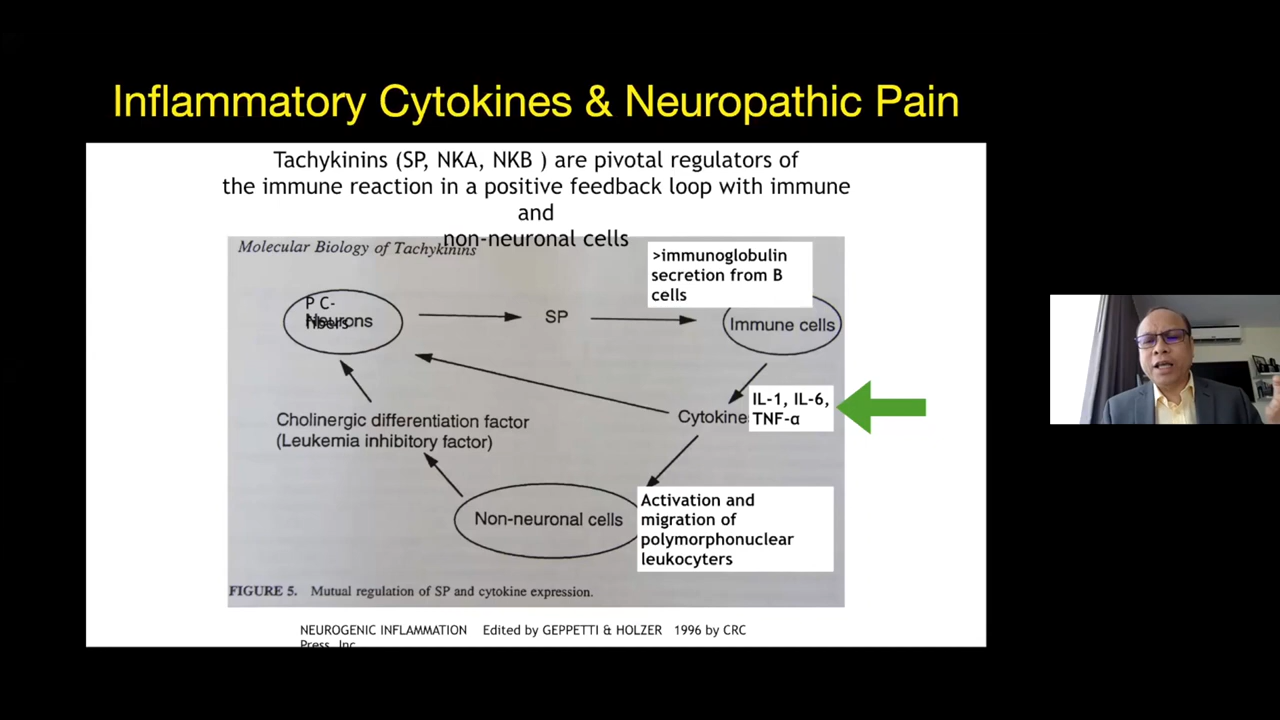 Inflammatory Cytokines & Neuropathic Pain
Tachykinins (SP, NKA, NKB ) are pivotal regulators of
the immune reaction in a positive feedback loop with immune
and
non-neuronal cells
Molecular Biology of Tachykinins
>immunoglobulin
secretion from B
cells
P C-
fibers
Neurons
SP
Immune cells
Cytokine
IL-1, IL-6,
TNF-α
Cholinergic differentiation factor
(Leukemia inhibitory factor)
Non-neuronal cells
Activation and
migration of
polymorphonuclear
leukocyters
FIGURE 5. Mutual regulation of SP and cytokine expression.
NEUROGENIC INFLAMMATION Edited by GEPPETTI & HOLZER 1996 by CRC
Press, Inc